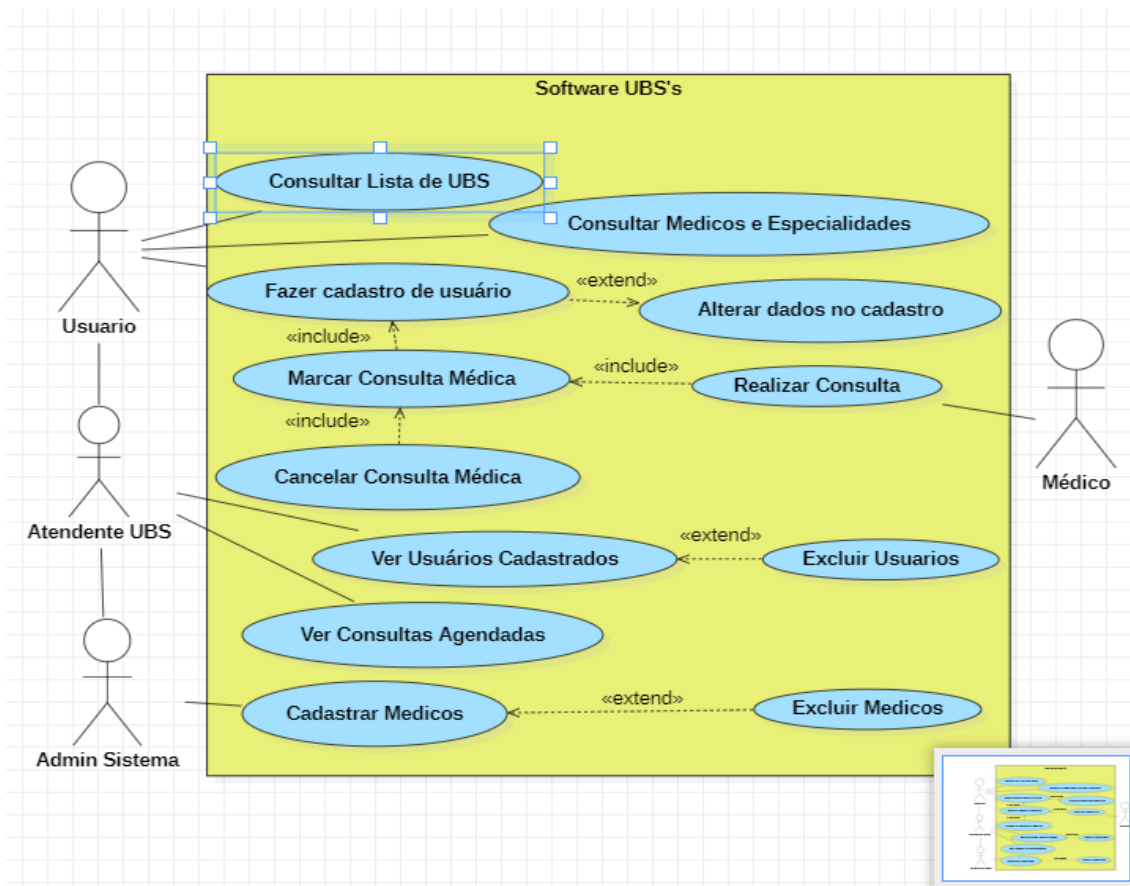 Software UBS's
Consultar Lista de UBS
Consultar Medicos e Especialidades
Fazer cadastro de usuário
«extend»
Alterar dados no cadastro
Usuario
«include»
Marcar Consulta Médica
«include»
Realizar Consulta
«include»
Cancelar Consulta Médica
Médico
Atendente UBS
«extend»
Ver Usuários Cadastrados
Excluir Usuarios
Ver Consultas Agendadas
«extend»
Cadastrar Medicos
Excluir Medicos
Admin Sistema